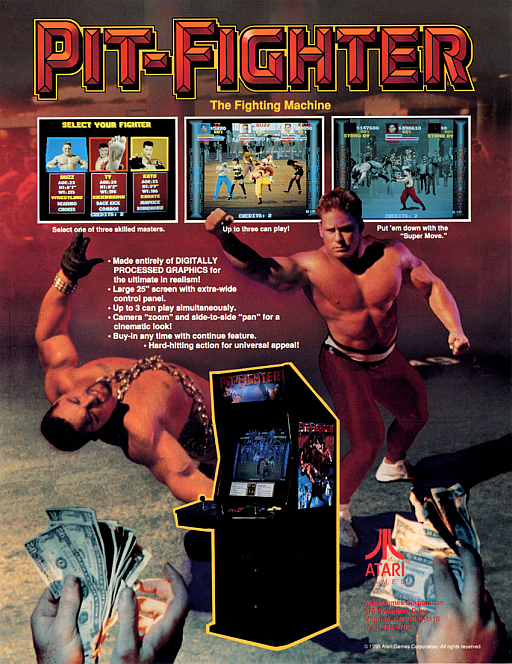 PIT-FIGHTER
The Fighting Machine
SELECT YOUR FIGHTER
BUZZ
TY
KATO
WRESTLING
KICKBOXING
KARATE
CREDITS: 2
CREDITS: 2
CREDITS: 2
Select one of three skilled masters.
Up to three can play!
Put 'em down with the
"Super Move."
• Made entirely of DIGITALLY
PROCESSED GRAPHICS for
the ultimate in realism!
• Large 25" screen with extra-wide
control panel.
• Up to 3 can play simultaneously.
• Camera "zoom" and side-to-side "pan" for a
cinematic look!
• Buy-in any time with continue feature.
• Hard-hitting action for universal appeal!
PIT-FIGHTER
ATARI
GAMES
Atari Games Corporation
© 1990 Atari Games Corporation. All rights reserved.